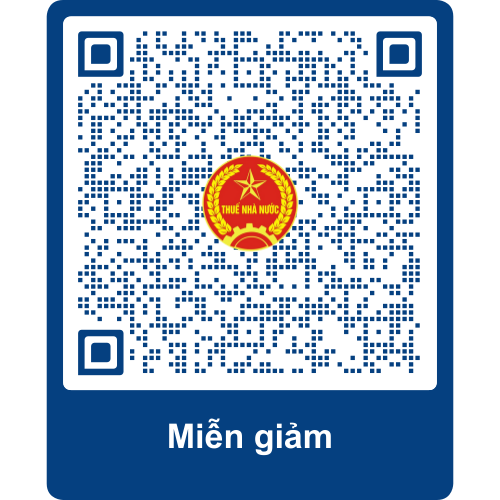 THUẾ NHÀ NƯỚC
Miễn giảm